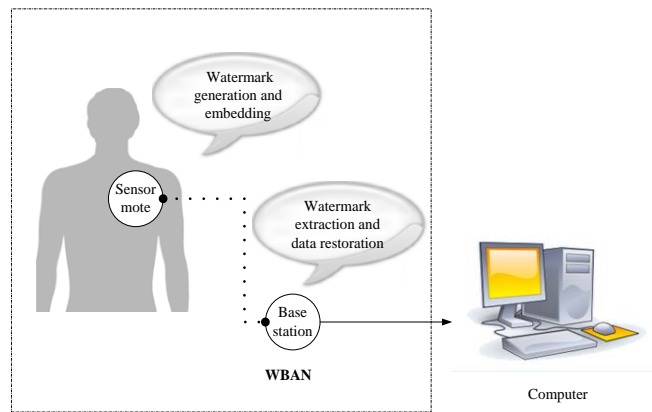 Watermark
generation and
embedding
Sensor
mote
Watermark
extraction and
data restoration
Base
station
WBAN
Computer